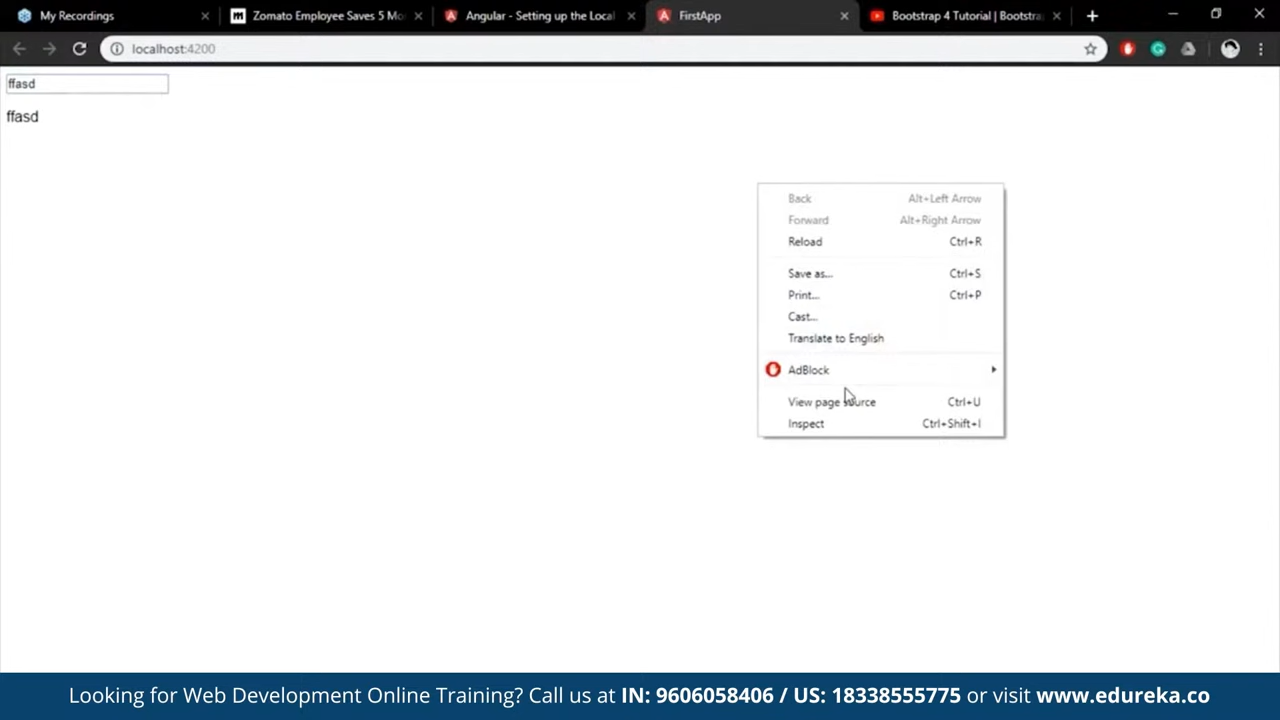 My Recordings
Zomato Employee Saves 5 Mo
Angular - Setting up the Local
FirstApp
Bootstrap 4 Tutorial | Bootstra
localhost:4200
ffasd
ffasd
Back Alt+Left Arrow
Forward Alt+Right Arrow
Reload Ctrl+R
Save as... Ctrl+S
Print... Ctrl+P
Cast...
Translate to English
AdBlock
View page source Ctrl+U
Inspect Ctrl+Shift+I
Looking for Web Development Online Training? Call us at IN: 9606058406 / US: 18338555775 or visit www.edureka.co